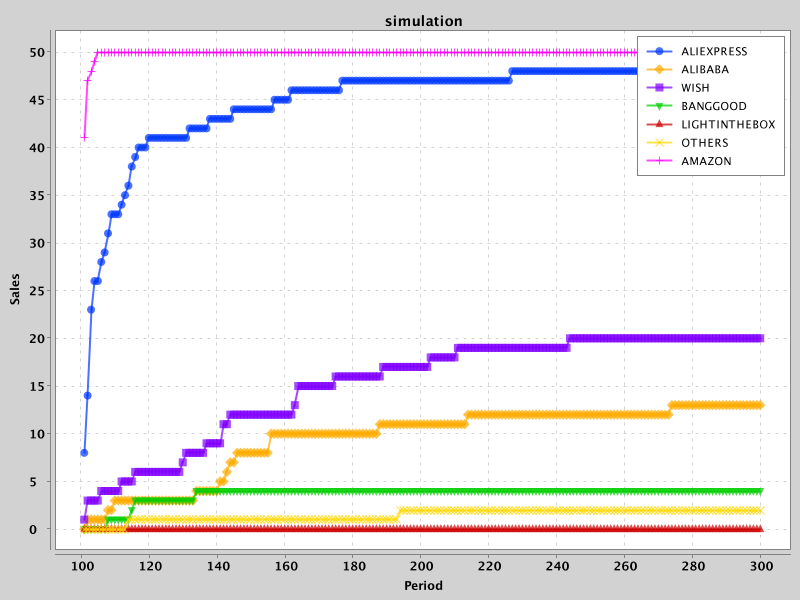 simulation
Sales
50
45
40
35
30
25
20
15
10
5
0
ALIEXPRESS
ALIBABA
WISH
BANGGOOD
LIGHTINTHEBOX
OTHERS
AMAZON
100 120 140 160 180 200 220 240 260 280 300
Period